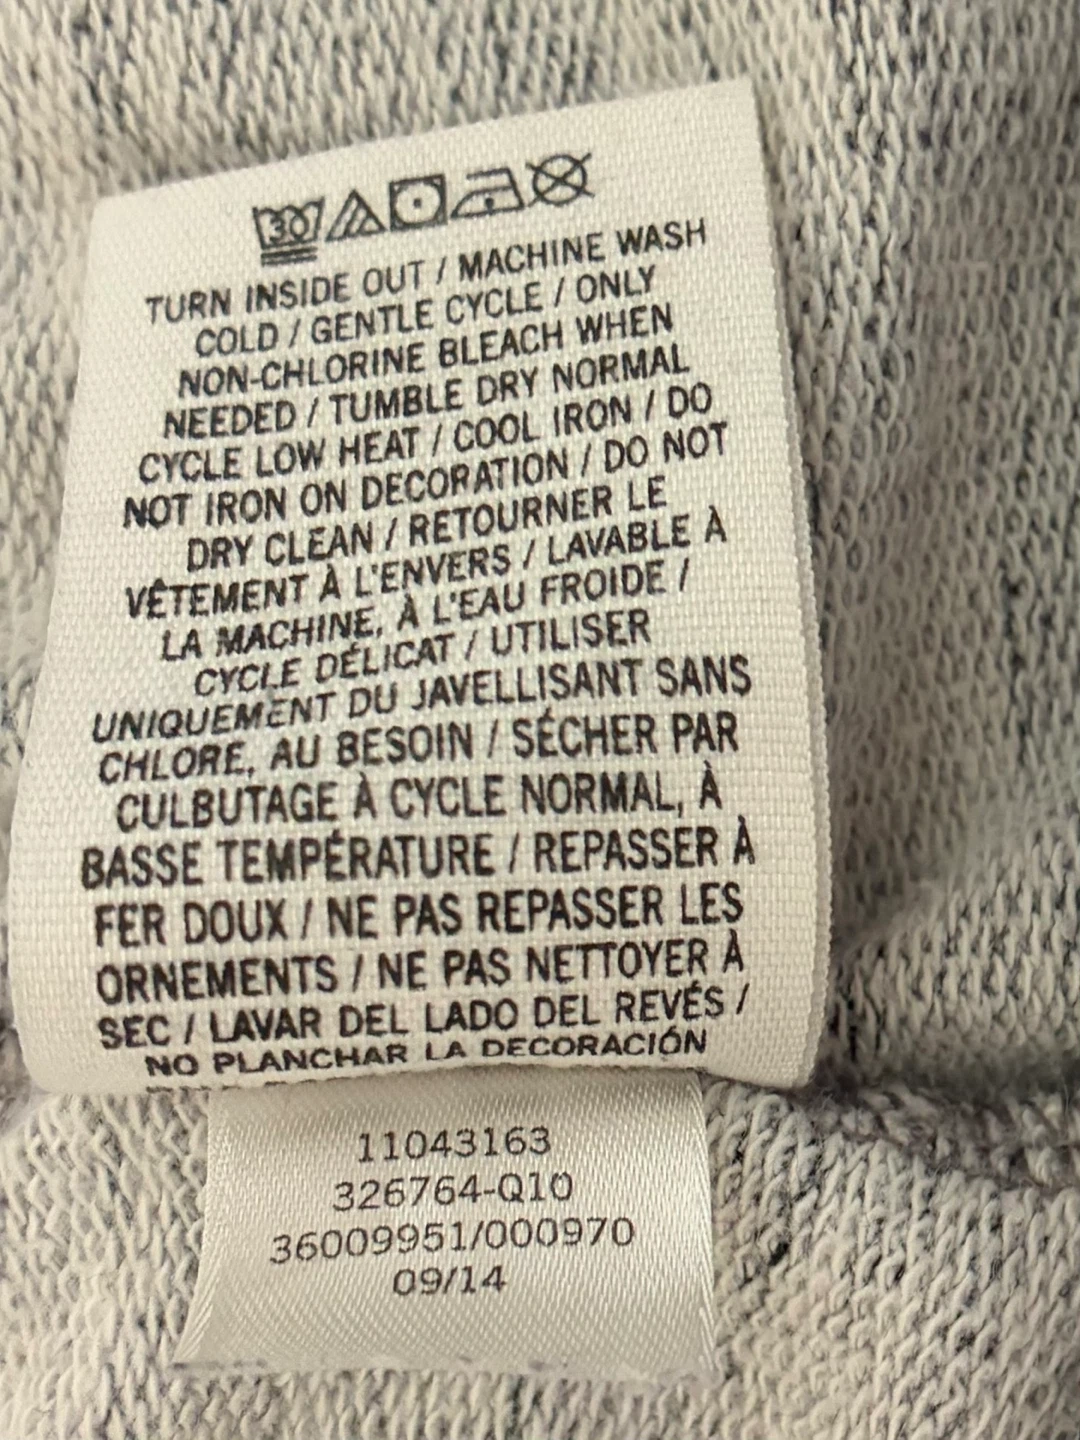 30
TURN INSIDE OUT / MACHINE WASH
COLD / GENTLE CYCLE / ONLY
NON-CHLORINE BLEACH WHEN
NEEDED / TUMBLE DRY NORMAL
CYCLE LOW HEAT / COOL IRON / DO
NOT IRON ON DECORATION / DO NOT
DRY CLEAN / RETOURNER LE
VÊTEMENT À L'ENVERS / LAVABLE À
LA MACHINE, À L'EAU FROIDE /
CYCLE DÉLICAT / UTILISER
UNIQUEMENT DU JAVELLISANT SANS
CHLORE, AU BESOIN / SÉCHER PAR
CULBUTAGE À CYCLE NORMAL, À
BASSE TEMPÉRATURE / REPASSER À
FER DOUX / NE PAS REPASSER LES
ORNEMENTS / NE PAS NETTOYER À
SEC / LAVAR DEL LADO DEL REVÉS /
NO PLANCHAR LA DECORACIÓN
11043163
326764-Q10
36009951/000970
09/14